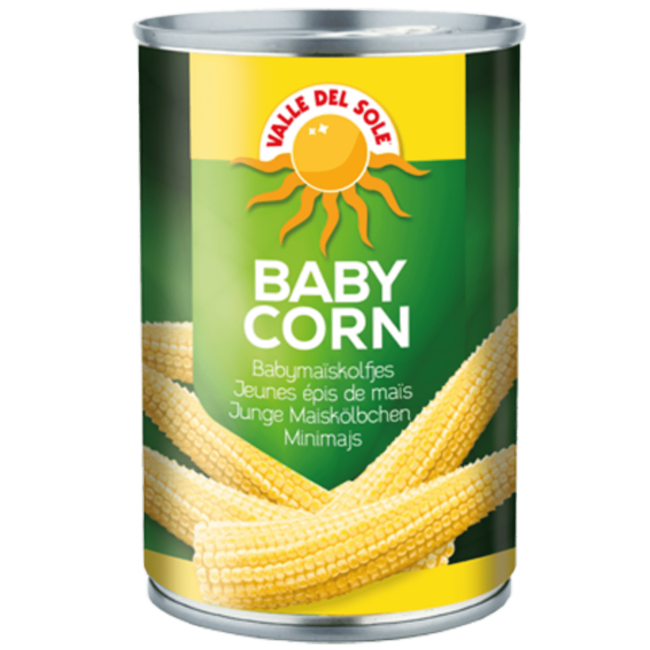 VALLE DEL SOLE
BABY
CORN
Babymaïskolfjes
Jeunes épis de maïs
Junge Maiskölbchen
Minimajs